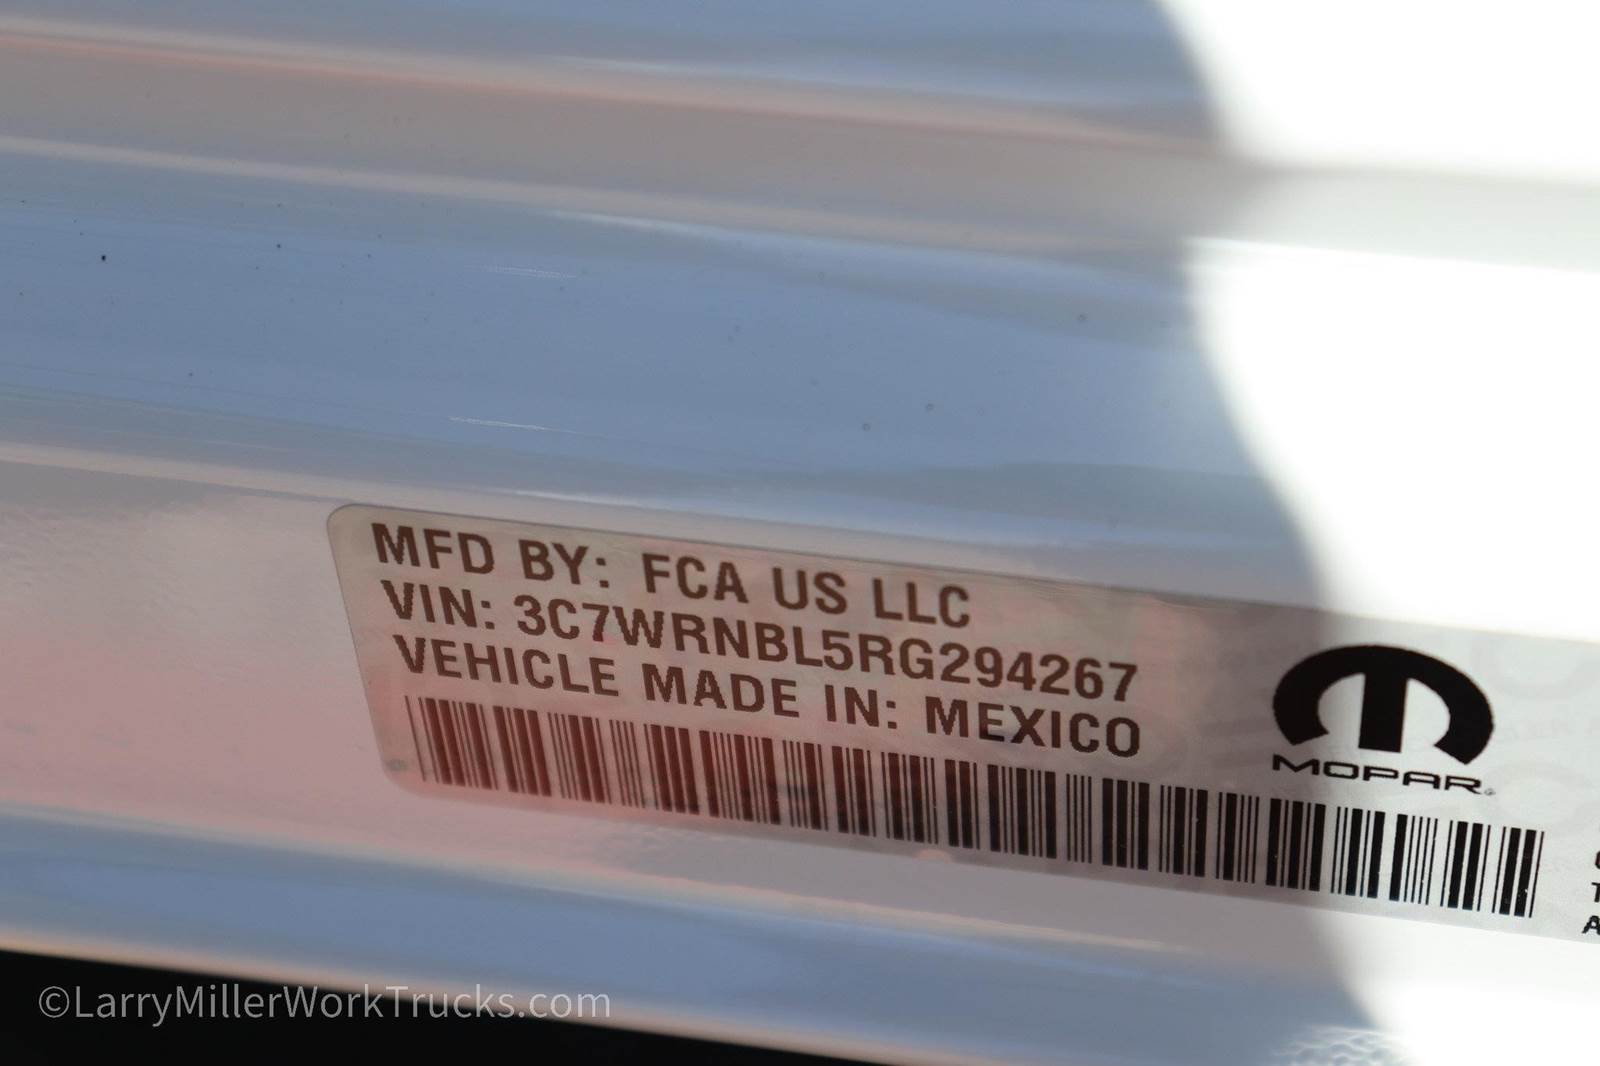 MFD BY: FCA US LLC
VIN: 3C7WRNBL5RG294267
VEHICLE MADE IN: MEXICO
MOPAR
©LarryMillerWorkTrucks.com